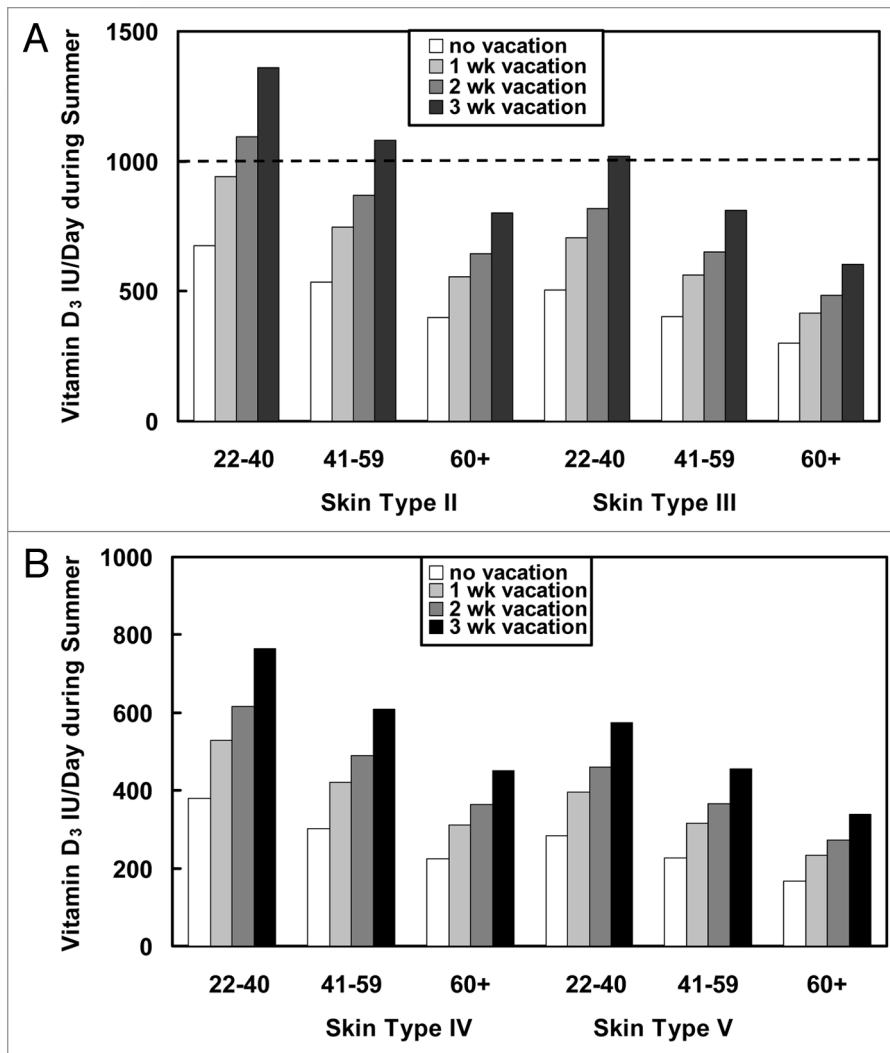 A
Vitamin D₃ IU/Day during Summer
1500
1000
500
0
no vacation
1 wk vacation
2 wk vacation
3 wk vacation
22-40 41-59 60+ 22-40 41-59 60+
Skin Type II Skin Type III
B
Vitamin D₃ IU/Day during Summer
1000
800
600
400
200
0
no vacation
1 wk vacation
2 wk vacation
3 wk vacation
22-40 41-59 60+ 22-40 41-59 60+
Skin Type IV Skin Type V